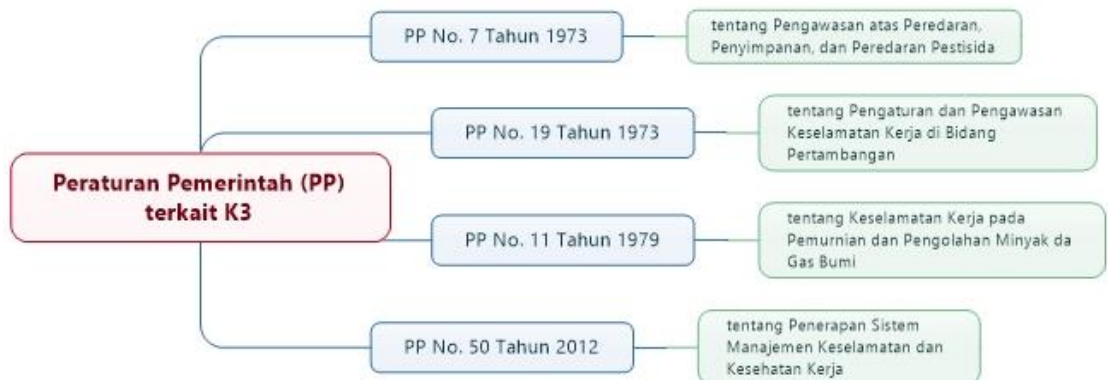 PP No. 7 Tahun 1973
tentang Pengawasan atas Peredaran,
Penyimpanan, dan Peredaran Pestisida
PP No. 19 Tahun 1973
tentang Pengaturan dan Pengawasan
Keselamatan Kerja di Bidang
Pertambangan
Peraturan Pemerintah (PP)
terkait K3
PP No. 11 Tahun 1979
tentang Keselamatan Kerja pada
Pemurnian dan Pengolahan Minyak da
Gas Bumi
PP No. 50 Tahun 2012
tentang Penerapan Sistem
Manajemen Keselamatan dan
Kesehatan Kerja